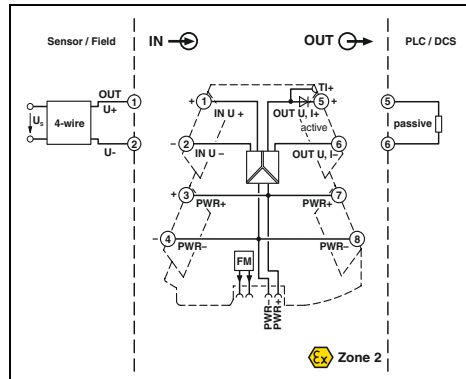 Sensor / Field
IN
OUT
PLC / DCS
TI+
OUT
U+
U-
Us
4-wire
1
2
+
1
IN U +
5
+
OUT U, I+
active
-
2
IN U -
6
OUT U, I-
5
6
passive
+
3
PWR+
7
PWR+
-
4
PWR-
8
PWR-
FM
PWR-
PWR+
Ex
Zone 2